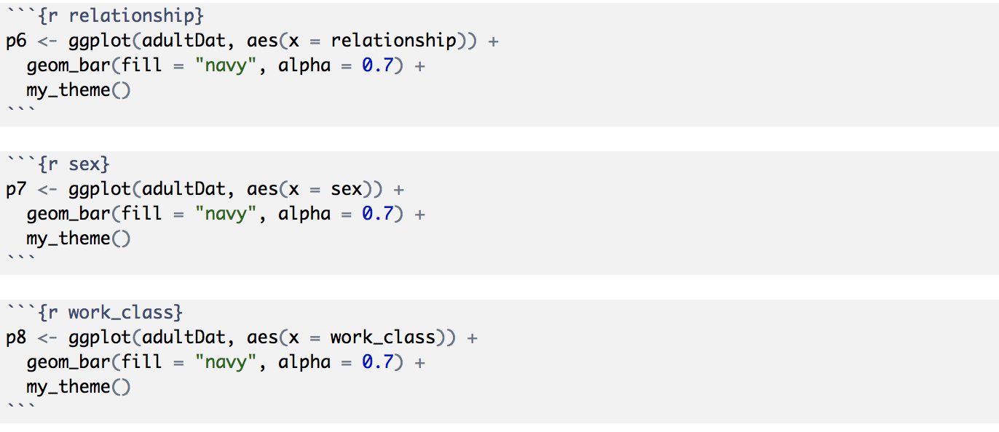 ```{r relationship}
p6 <- ggplot(adultDat, aes(x = relationship)) +
  geom_bar(fill = "navy", alpha = 0.7) +
  my_theme()
```
```{r sex}
p7 <- ggplot(adultDat, aes(x = sex)) +
  geom_bar(fill = "navy", alpha = 0.7) +
  my_theme()
```
```{r work_class}
p8 <- ggplot(adultDat, aes(x = work_class)) +
  geom_bar(fill = "navy", alpha = 0.7) +
  my_theme()
```